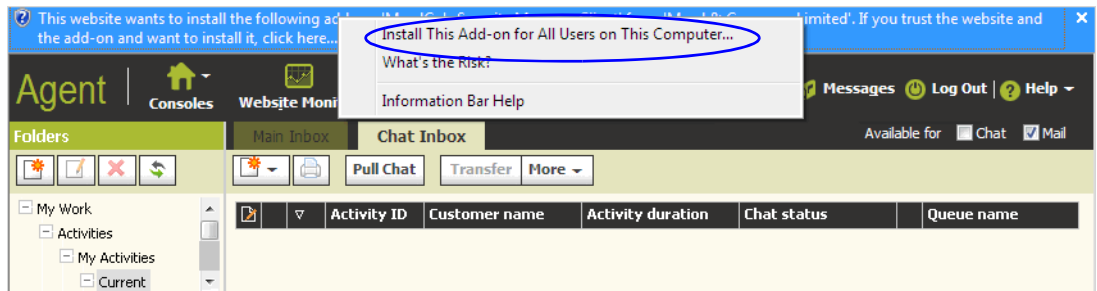 This website wants to install the following Limited'. If you trust the website and ×
the add-on and want to install it, click here...
Install This Add-on for All Users on This Computer...
What's the Risk?
Information Bar Help
Agent Consoles Website Messages Log Out | ? Help
Folders Main Inbox Chat Inbox Available for Chat Mail
Pull Chat Transfer More
My Work Activity ID Customer name Activity duration Chat status Queue name
Activities
My Activities
Current